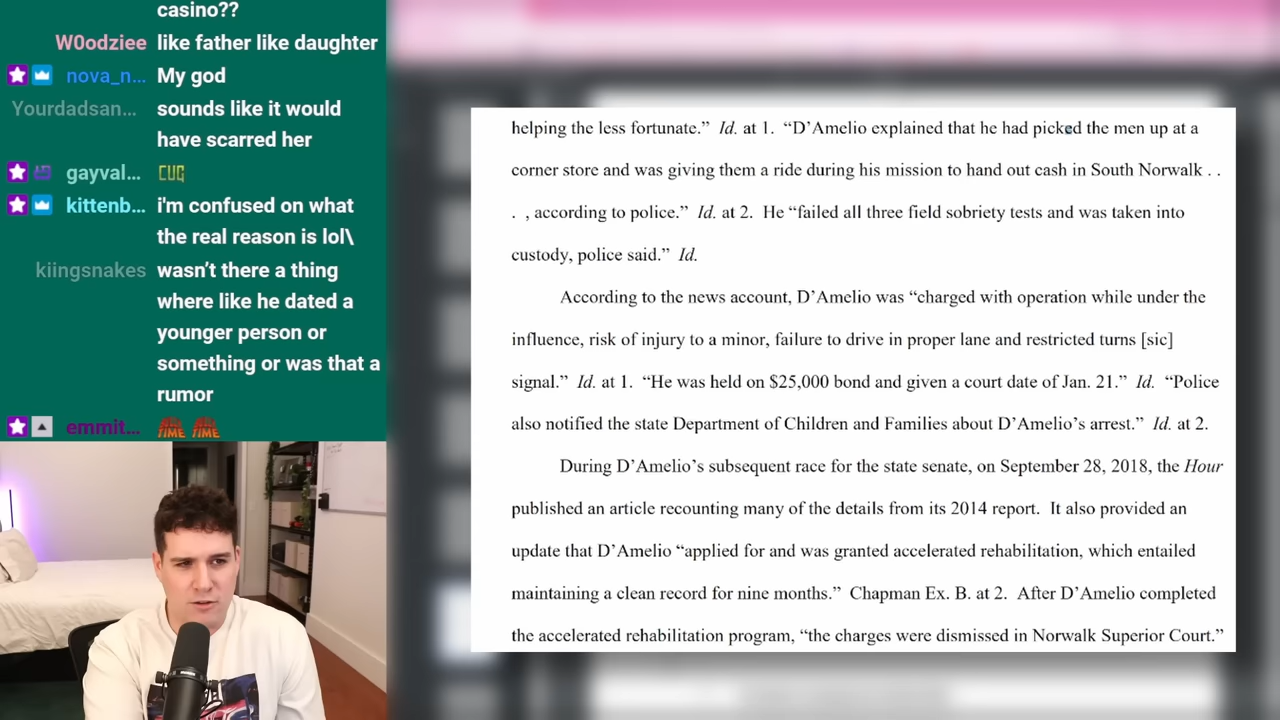 casino??
W0odziee like father like daughter
nova_n... My god
Yourdadsan... sounds like it would
have scarred her
gayval... CUG
kittenb... i'm confused on what
the real reason is lol\
kiingsnakes wasn’t there a thing
where like he dated a
younger person or
something or was that a
rumor
emmit... TIME TIME
helping the less fortunate.” Id. at 1. “D’Amelio explained that he had picked the men up at a
corner store and was giving them a ride during his mission to hand out cash in South Norwalk . .
. , according to police.” Id. at 2. He “failed all three field sobriety tests and was taken into
custody, police said.” Id.
According to the news account, D’Amelio was “charged with operation while under the
influence, risk of injury to a minor, failure to drive in proper lane and restricted turns [sic]
signal.” Id. at 1. “He was held on $25,000 bond and given a court date of Jan. 21.” Id. “Police
also notified the state Department of Children and Families about D’Amelio’s arrest.” Id. at 2.
During D’Amelio’s subsequent race for the state senate, on September 28, 2018, the Hour
published an article recounting many of the details from its 2014 report. It also provided an
update that D’Amelio “applied for and was granted accelerated rehabilitation, which entailed
maintaining a clean record for nine months.” Chapman Ex. B. at 2. After D’Amelio completed
the accelerated rehabilitation program, “the charges were dismissed in Norwalk Superior Court.”